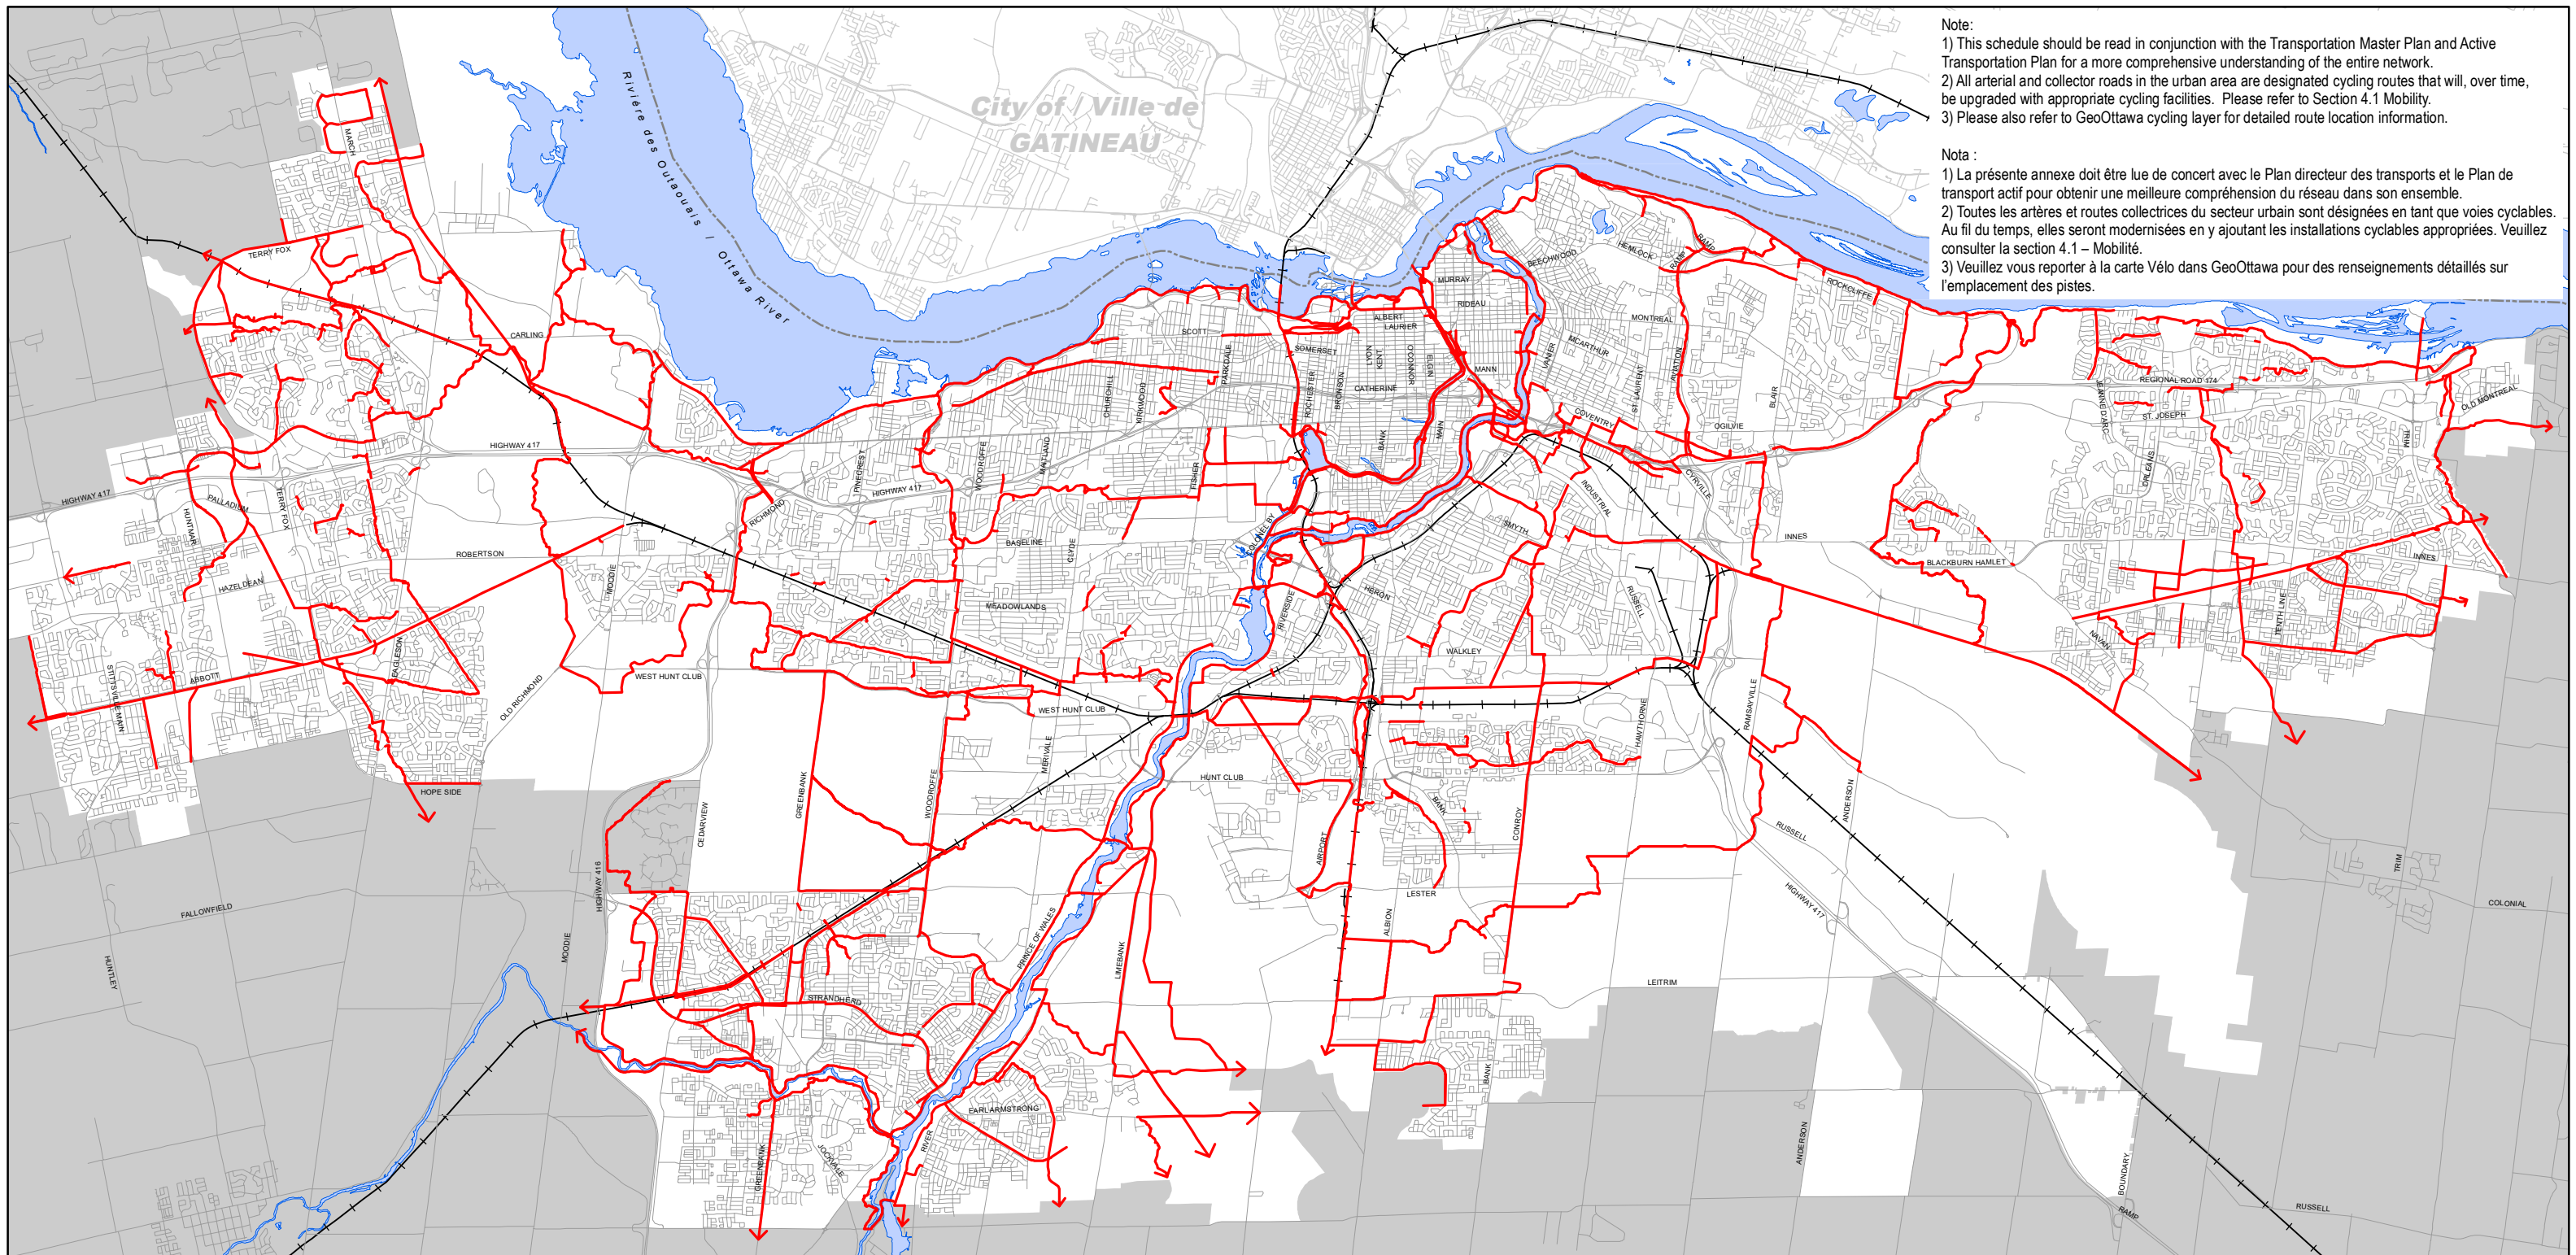 Note:
1) This schedule should be read in conjunction with the Transportation Master Plan and Active
Transportation Plan for a more comprehensive understanding of the entire network.
2) All arterial and collector roads in the urban area are designated cycling routes that will, over time,
be upgraded with appropriate cycling facilities.  Please refer to Section 4.1 Mobility.
3) Please also refer to GeoOttawa cycling layer for detailed route location information.
Nota :
1) La présente annexe doit être lue de concert avec le Plan directeur des transports et le Plan de
transport actif pour obtenir une meilleure compréhension du réseau dans son ensemble.
2) Toutes les artères et routes collectrices du secteur urbain sont désignées en tant que voies cyclables.
Au fil du temps, elles seront modernisées en y ajoutant les installations cyclables appropriées. Veuillez
consulter la section 4.1 – Mobilité.
3) Veuillez vous reporter à la carte Vélo dans GeoOttawa pour des renseignements détaillés sur
l'emplacement des pistes.
City of / Ville de
GATINEAU
Rivière des Outaouais / Ottawa River
MARCH
TERRY FOX
CARLING
HIGHWAY 417
HIGHWAY 417
PALLADIUM
HUNTMAR
TERRY FOX
ROBERTSON
HAZELDEAN
MOODIE
EAGLESON
STITTSVILLE MAIN
ABBOTT
OLD RICHMOND
HOPE SIDE
WEST HUNT CLUB
RICHMOND
PINECREST
HIGHWAY 417
WOODROFFE
MAITLAND
CHURCHILL
KIRKWOOD
SCOTT
PARKDALE
FISHER
BASELINE
CLYDE
MEADOWLANDS
COLONEL BY
RIVERSIDE
HERON
SOMERSET
ROCHESTER
BRONSON
LYON
KENT
O'CONNOR
ELGIN
CATHERINE
BANK
MAIN
ALBERT
LAURIER
MURRAY
RIDEAU
MANN
BEECHWOOD
HEMLOCK
RAMP
RAMP
MONTREAL
MCARTHUR
VANIER
ST. LAURENT
AVIATION
BLAIR
ROCKCLIFFE
COVENTRY
OGILVIE
CYRVILLE
INDUSTRIAL
SMYTH
RUSSELL
INNES
WALKLEY
BLACKBURN HAMLET
REGIONAL ROAD 174
JEANNE D'ARC
ST. JOSEPH
ORLEANS
TRIM
OLD MONTREAL
INNES
TENTH LINE
NAVAN
WEST HUNT CLUB
MERIVALE
HUNT CLUB
GREENBANK
WOODROFFE
CEDARVIEW
HIGHWAY 416
MOODIE
FALLOWFIELD
HUNTLEY
STRANDHERD
PRINCE OF WALES
LIMEBANK
AIRPORT
ALBION
BANK
LESTER
CONROY
HAWTHORNE
RAMSAYVILLE
ANDERSON
RUSSELL
HIGHWAY 417
LEITRIM
BANK
EARL ARMSTRONG
RIVER
JOCKVALE
GREENBANK
ANDERSON
BOUNDARY
RAMP
RUSSELL
TRIM
COLONIAL